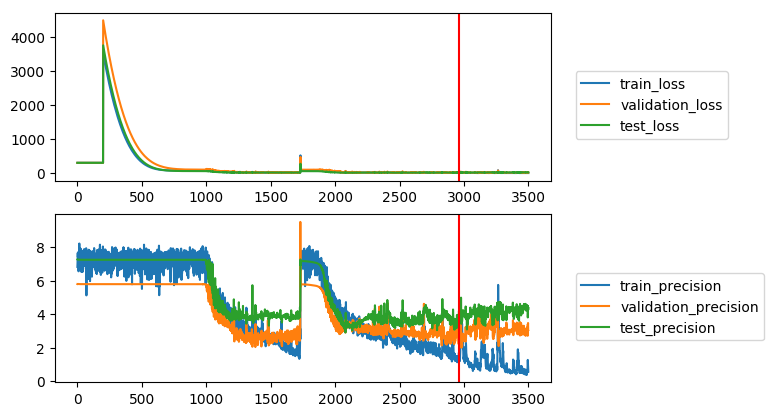 4000
3000
2000
1000
0
0 500 1000 1500 2000 2500 3000 3500
train_loss
validation_loss
test_loss
8
6
4
2
0
0 500 1000 1500 2000 2500 3000 3500
train_precision
validation_precision
test_precision